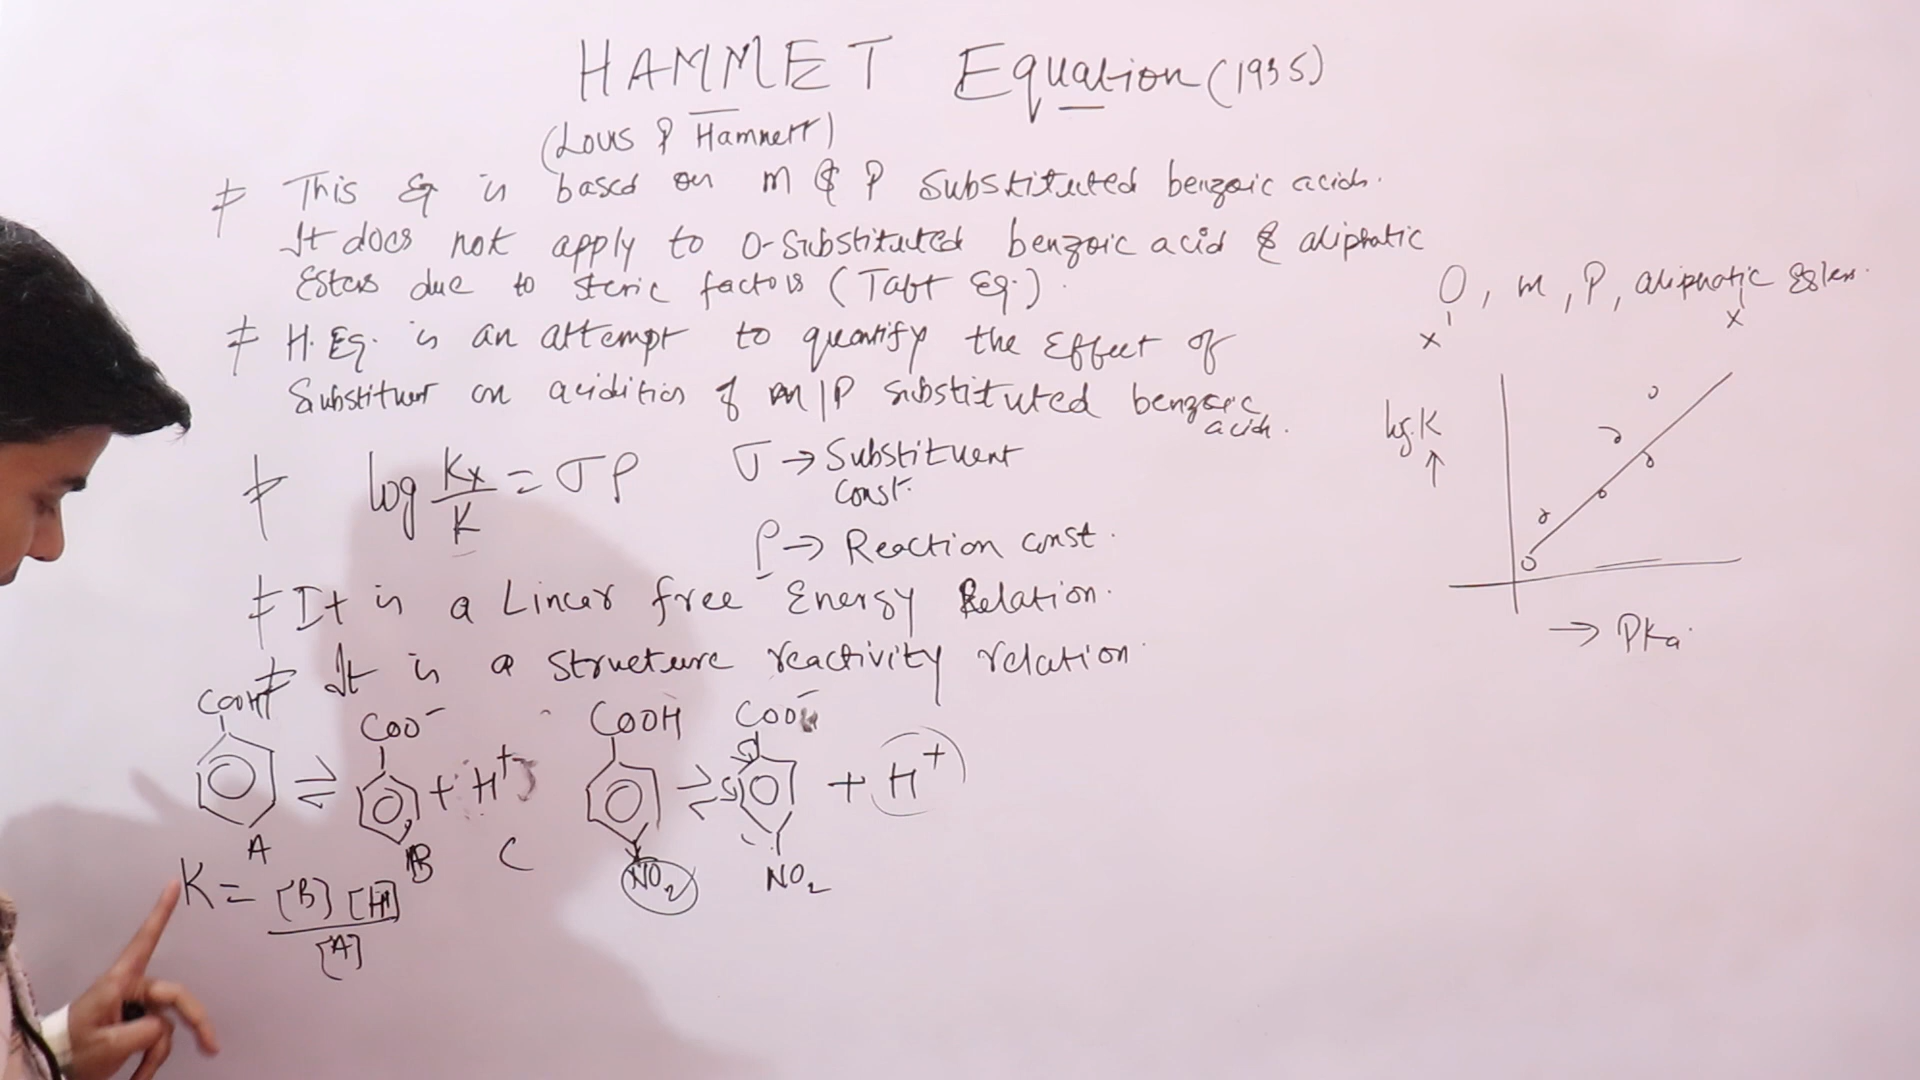 HAMMET Equation (1935)
(Lous P Hammett)
≠ This Eq is based on m & P substituted benzoic acids.
It does not apply to O-substituted benzoic acid & aliphatic
Esters due to steric factors (Taft Eq.).
≠ H. Eq. is an attempt to quantify the Effect of
Substituent on acidities of m/P substituted benzoic
acids.
≠ log Kx/K = σρ
σ → Substituent
const.
ρ → Reaction const.
≠ It is a Linear free Energy Relation.
≠ It is a structure reactivity relation.
COOH ⇌ COO⁻ + H⁺
A B C
COOH ⇌ COO⁻ + H⁺
NO₂ NO₂
K = [B] [H]
[A]
O, m, P, aliphatic Esters.
x x
log.K
↑
→ PKa.